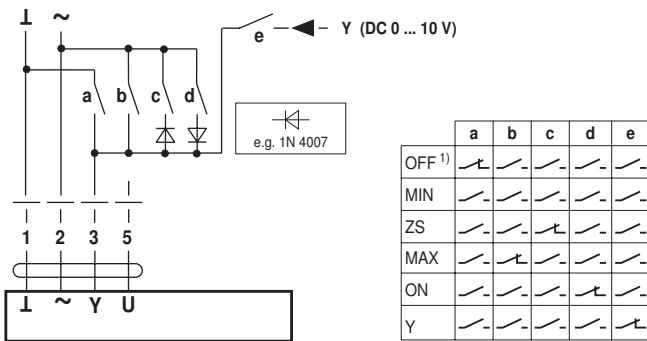 ⊥ ~
e Y (DC 0 ... 10 V)
a b c d
e.g. 1N 4007
1 2 3 5
⊥ ~ Y U
a b c d e
OFF 1)
MIN
ZS
MAX
ON
Y